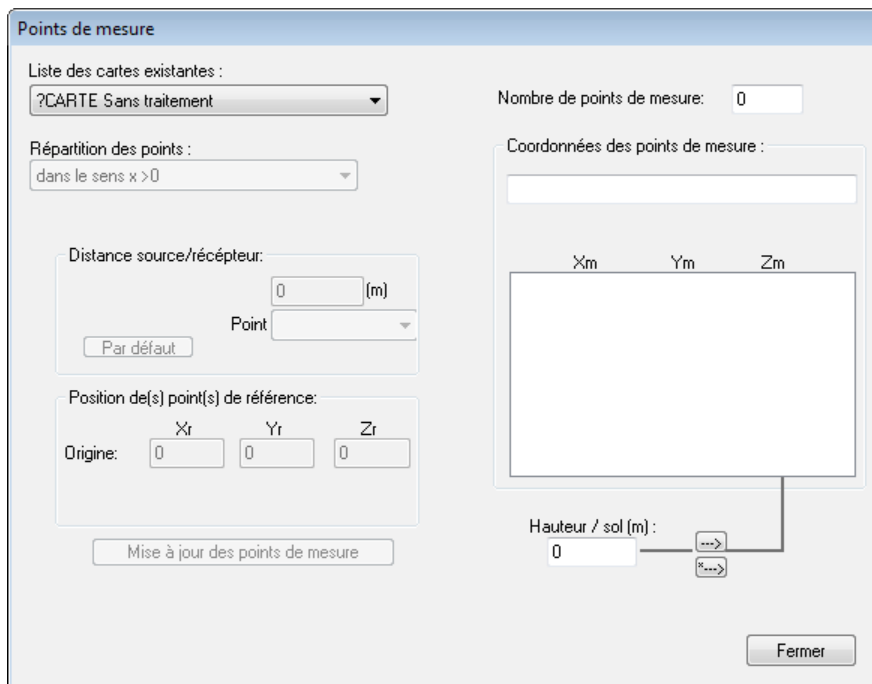 Points de mesure
Liste des cartes existantes :
?CARTE Sans traitement
Nombre de points de mesure: 0
Répartition des points :
dans le sens x >0
Coordonnées des points de mesure :
Distance source/récépteur:
0 (m)
Point
Par défaut
Xm Ym Zm
Position de(s) point(s) de référence:
Xr Yr Zr
Origine: 0 0 0
Mise à jour des points de mesure
Hauteur / sol (m) :
0
--->
*--->
Fermer